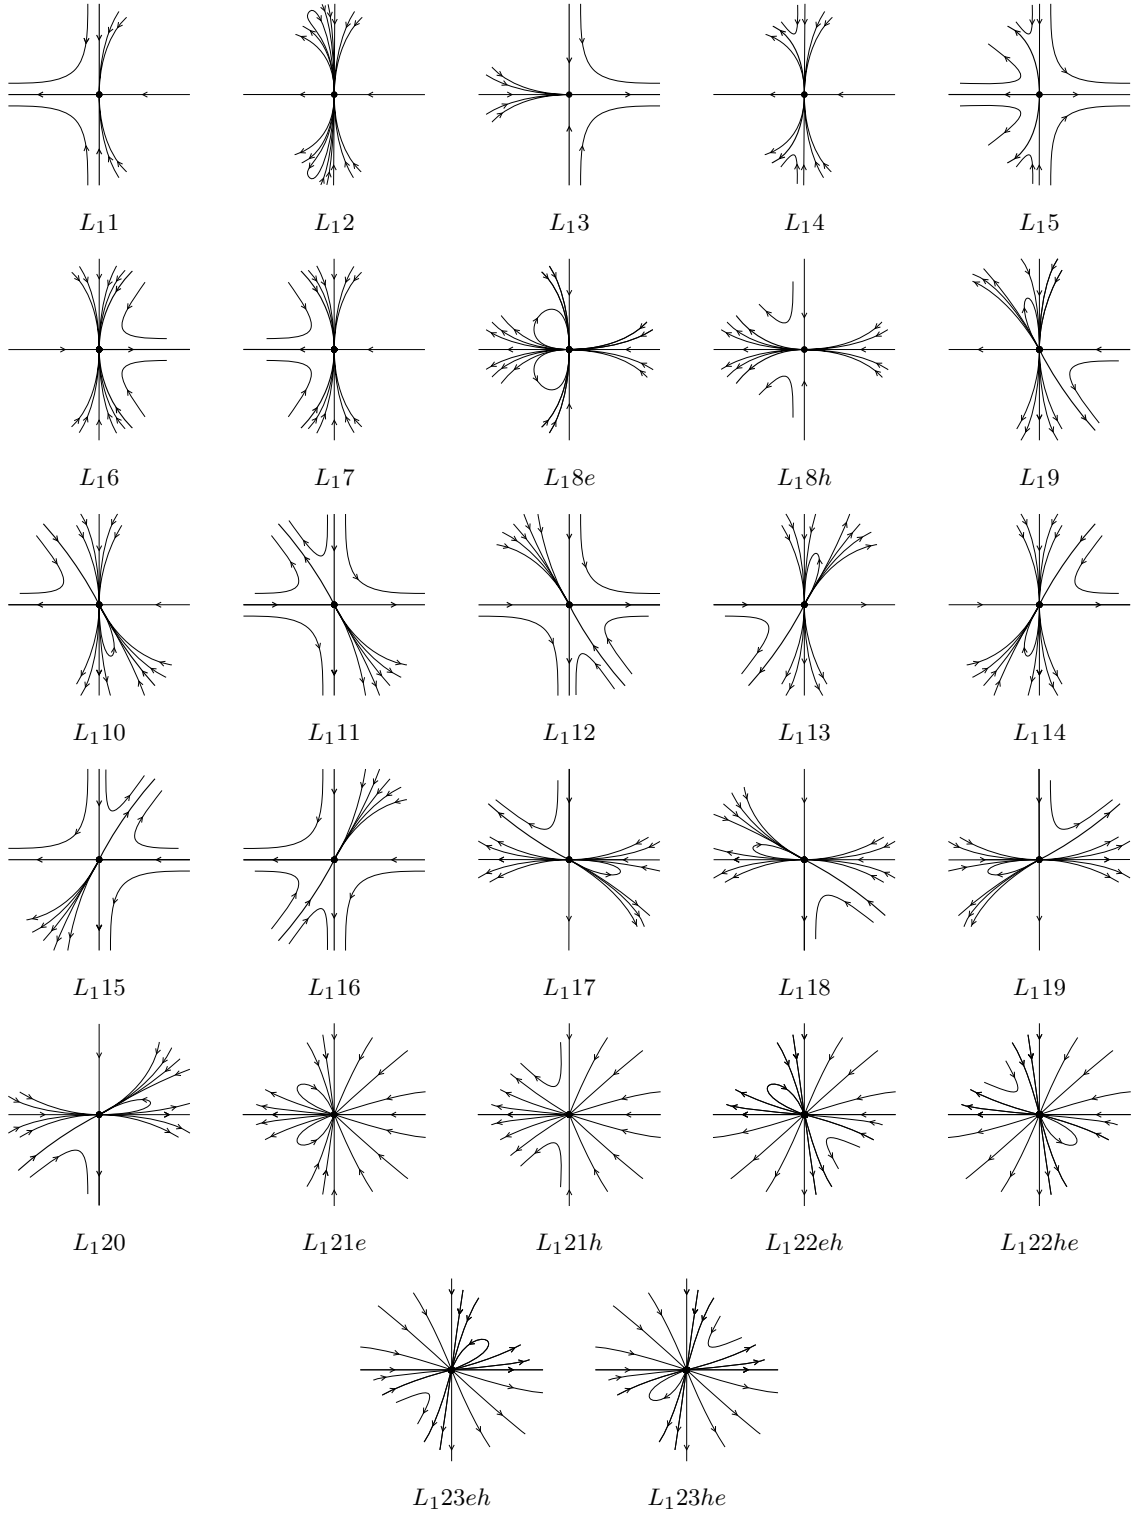 L₁1 L₁2 L₁3 L₁4 L₁5
L₁6 L₁7 L₁8e L₁8h L₁9
L₁10 L₁11 L₁12 L₁13 L₁14
L₁15 L₁16 L₁17 L₁18 L₁19
L₁20 L₁21e L₁21h L₁22eh L₁22he
L₁23eh L₁23he